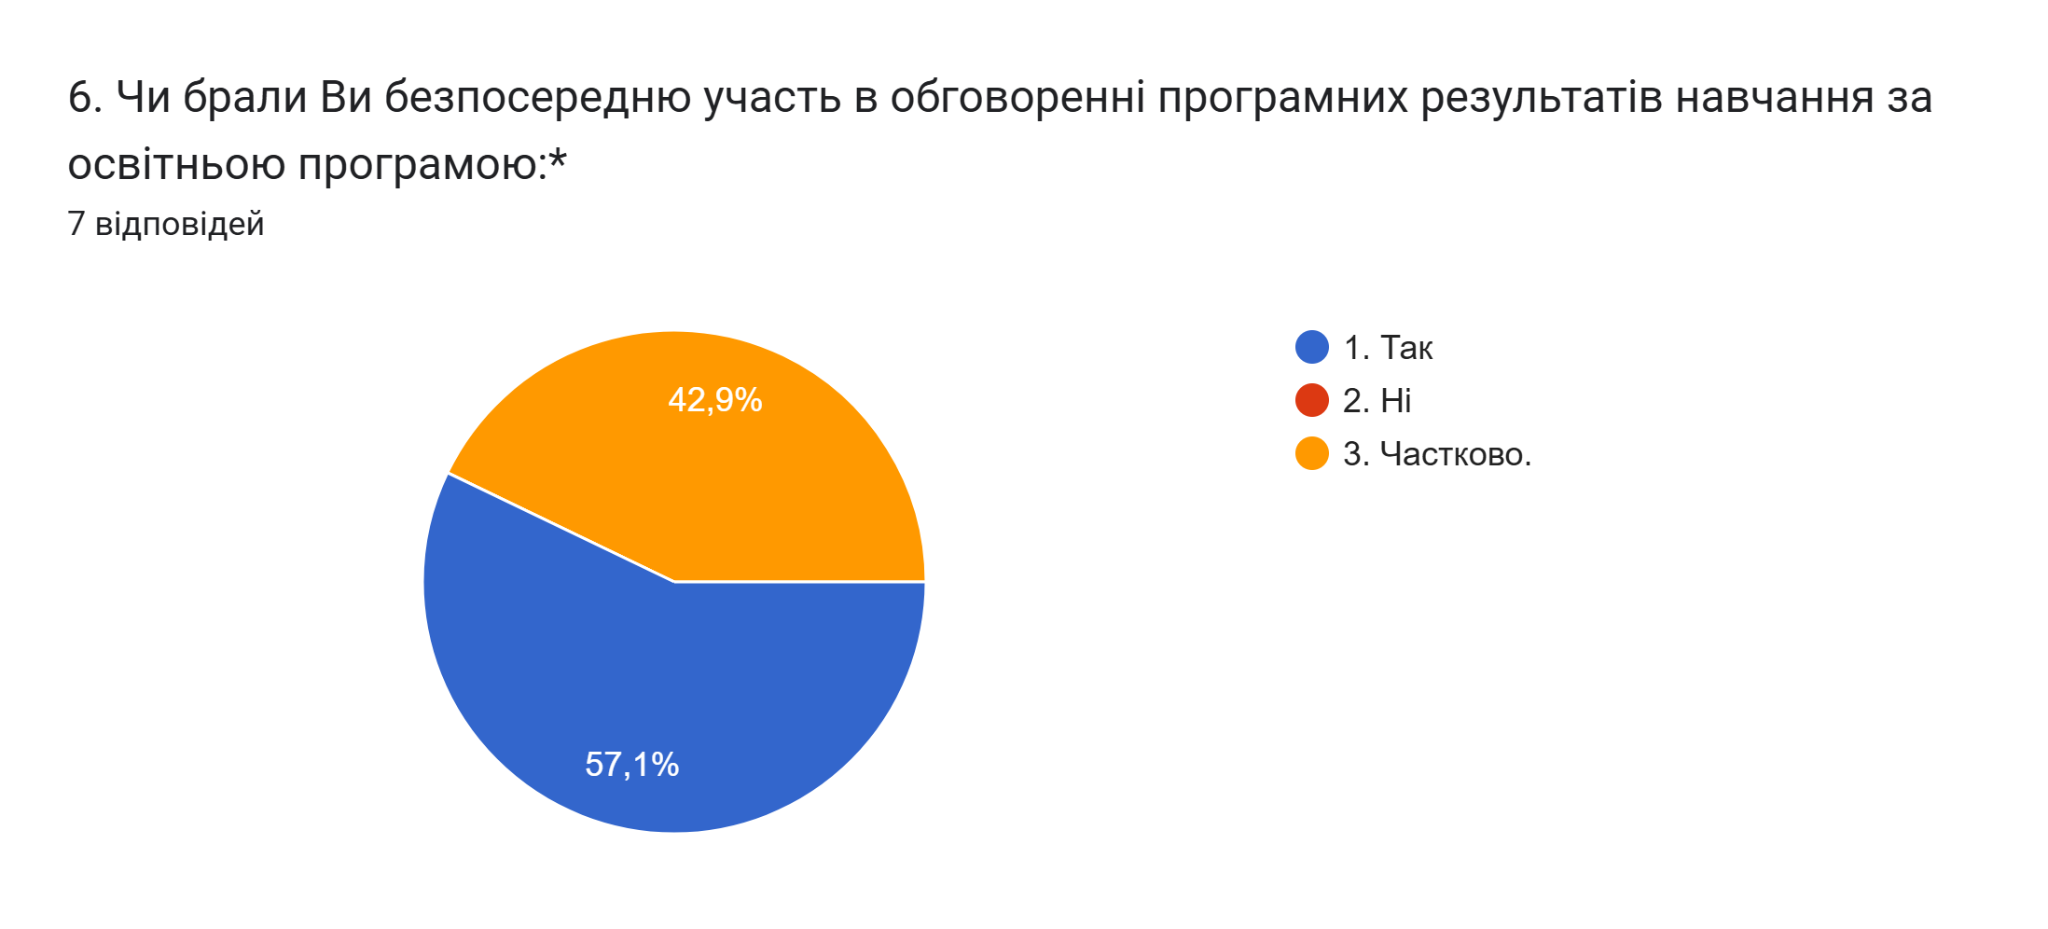 6. Чи брали Ви безпосередню участь в обговоренні програмних результатів навчання за
освітньою програмою:*
7 відповідей
1. Так
2. Ні
3. Частково.
42,9%
57,1%